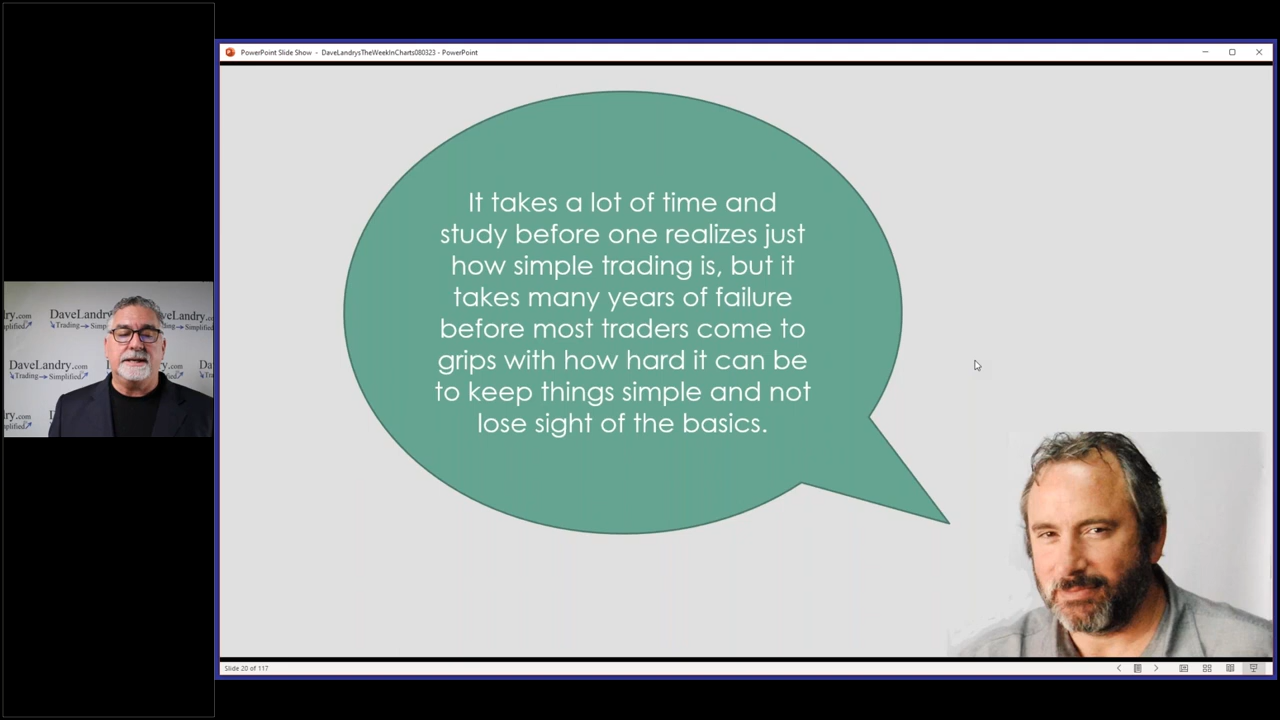 PowerPoint Slide Show - DaveLandrysTheWeekInCharts080323 - PowerPoint
It takes a lot of time and
study before one realizes just
how simple trading is, but it
takes many years of failure
before most traders come to
grips with how hard it can be
to keep things simple and not
lose sight of the basics.
DaveLandry.com
Trading
DaveLandry.com
Trading Simplified
Slide 20 of 117